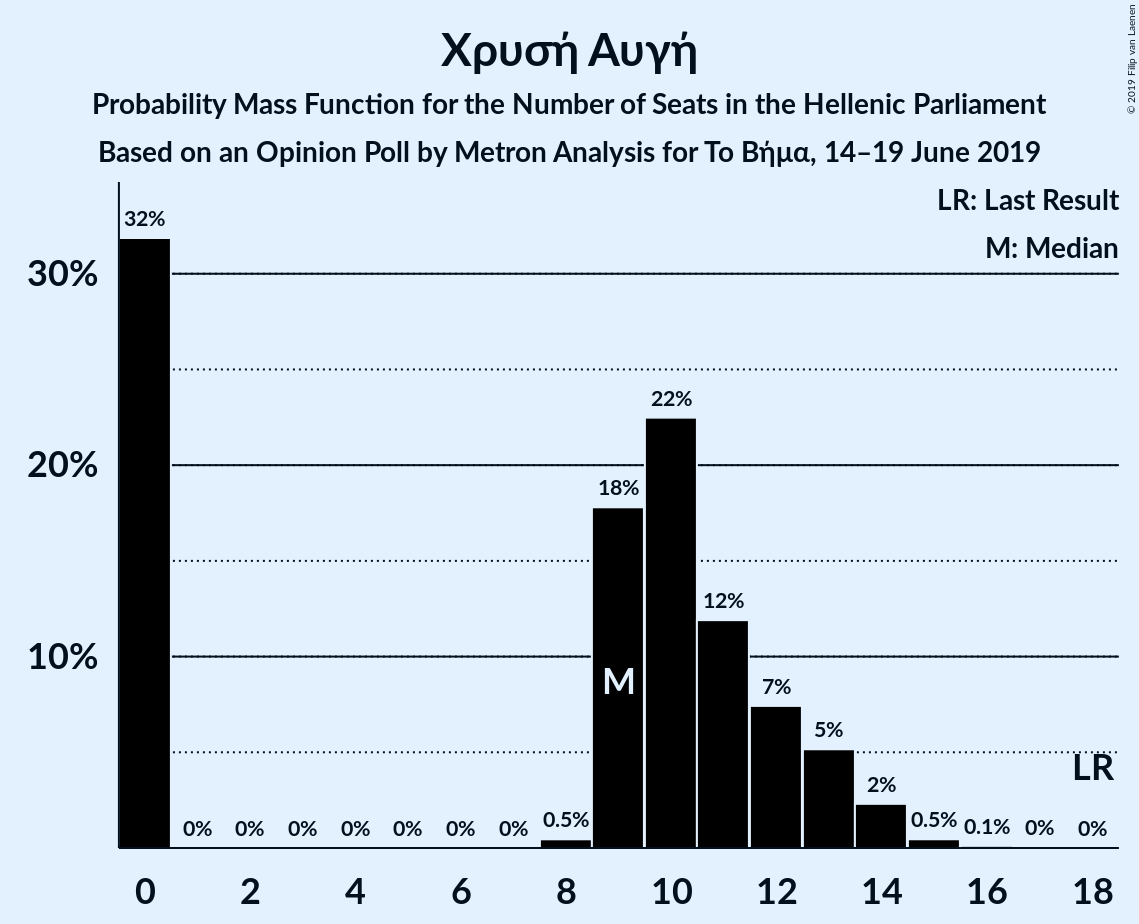 Χρυσή Αυγή
Probability Mass Function for the Number of Seats in the Hellenic Parliament
Based on an Opinion Poll by Metron Analysis for Το Βήμα, 14–19 June 2019
© 2019 Filip van Laenen
LR: Last Result
M: Median
32%
30%
22%
20%
18%
12%
10%
M
7%
5%
LR
2%
0% 0% 0% 0% 0% 0% 0% 0.5% 0.5% 0.1% 0% 0%
0 2 4 6 8 10 12 14 16 18